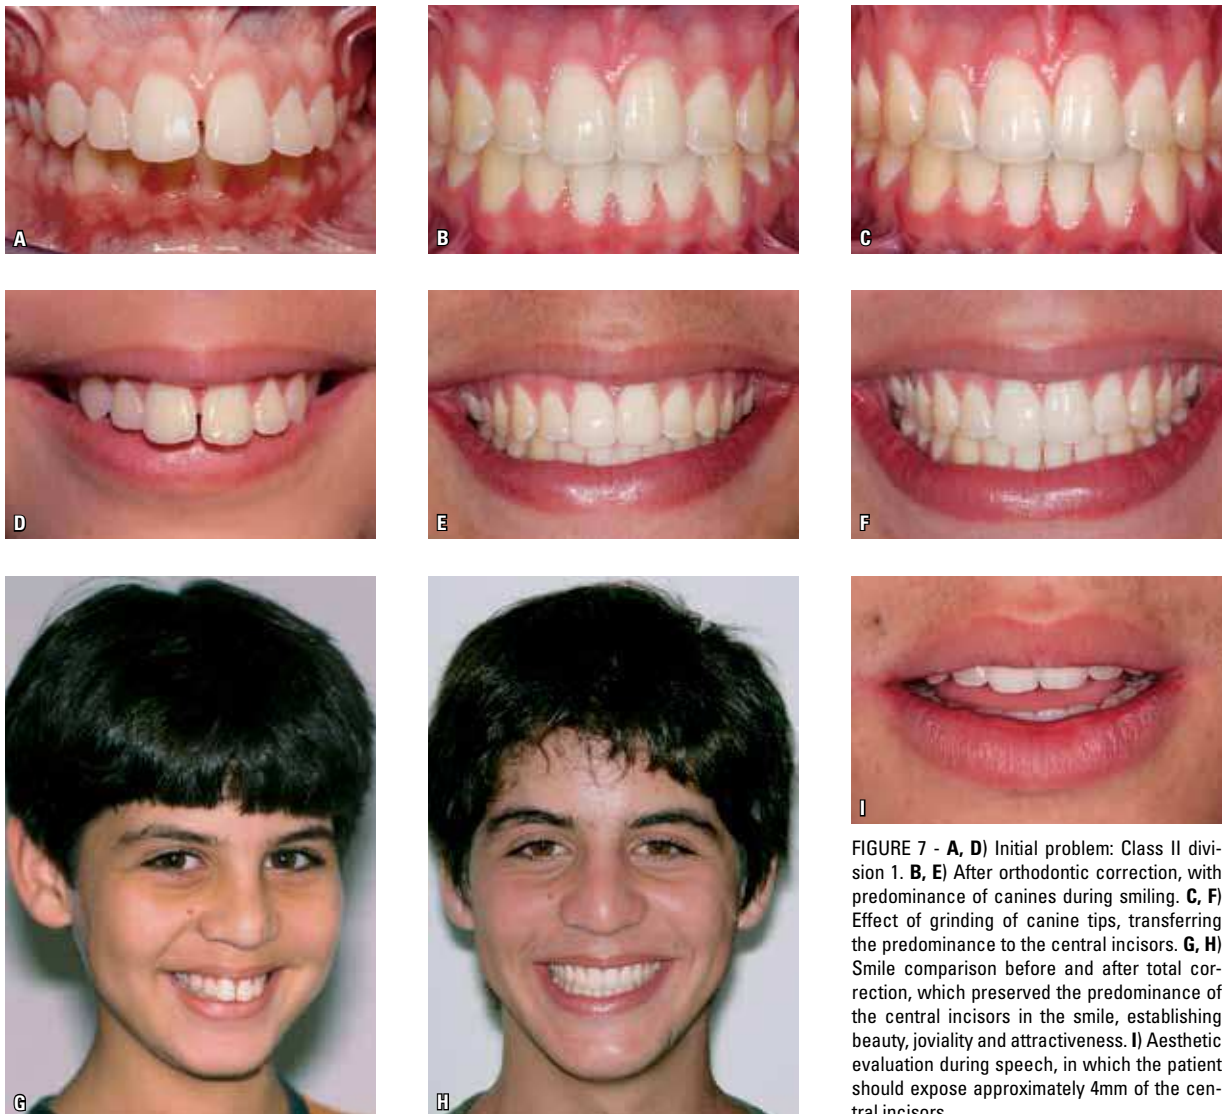 A
B
C
D
E
F
G
H
I
FIGURE 7 - A, D) Initial problem: Class II divi-
sion 1. B, E) After orthodontic correction, with
predominance of canines during smiling. C, F)
Effect of grinding of canine tips, transferring
the predominance to the central incisors. G, H)
Smile comparison before and after total cor-
rection, which preserved the predominance of
the central incisors in the smile, establishing
beauty, joviality and attractiveness. I) Aesthetic
evaluation during speech, in which the patient
should expose approximately 4mm of the cen-
tral incisors.